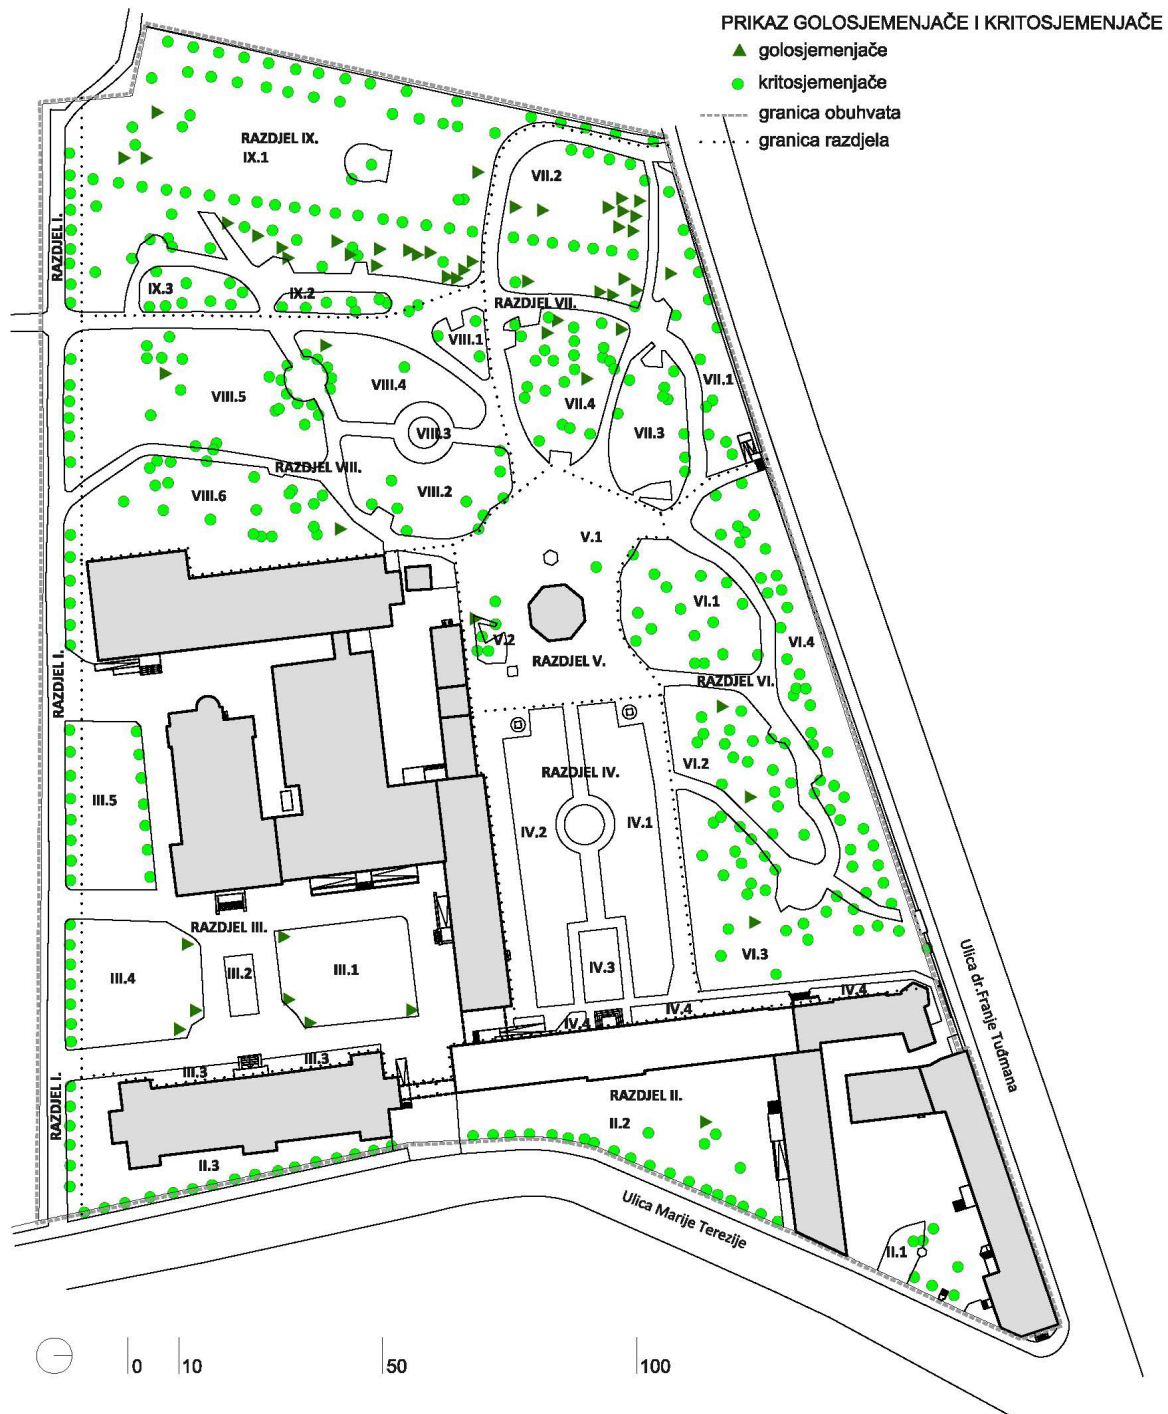 PRIKAZ GOLOSJEMENJAČE I KRITOSJEMENJAČE
golosjemenjače
kritosjemenjače
granica obuhvata
granica razdjela
RAZDJEL IX.
IX.1
VII.2
RAZDJEL I.
IX.3
IX.2
RAZDJEL VII.
VIII.1
VIII.4
VII.1
VIII.5
VII.4
VIII.3
VII.3
RAZDJEL VIII.
VIII.6
VIII.2
V.1
VI.1
V.2
VI.4
RAZDJEL V.
RAZDJEL I.
RAZDJEL VI.
VI.2
RAZDJEL IV.
III.5
IV.2
IV.1
RAZDJEL III.
III.4
III.2
III.1
IV.3
VI.3
Ulica dr.Franje Tuđmana
IV.4
IV.4
IV.4
III.3
III.3
RAZDJEL I.
RAZDJEL II.
II.2
II.3
Ulica Marije Terezije
II.1
0
10
50
100